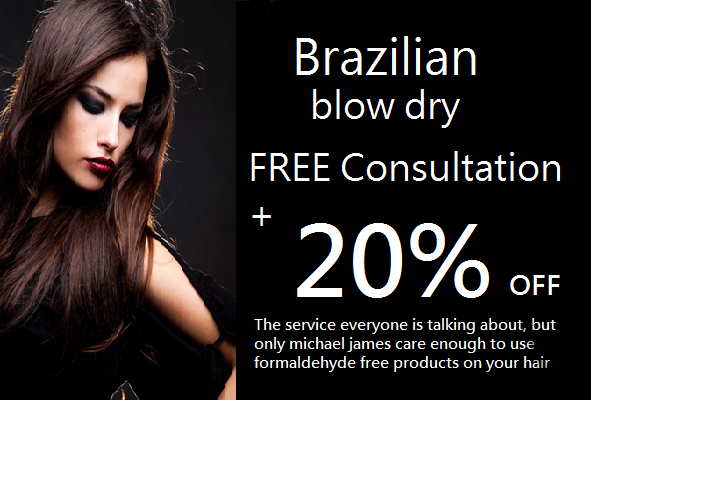 Brazilian
blow dry
FREE Consultation
+
20% OFF
The service everyone is talking about, but
only michael james care enough to use
formaldehyde free products on your hair